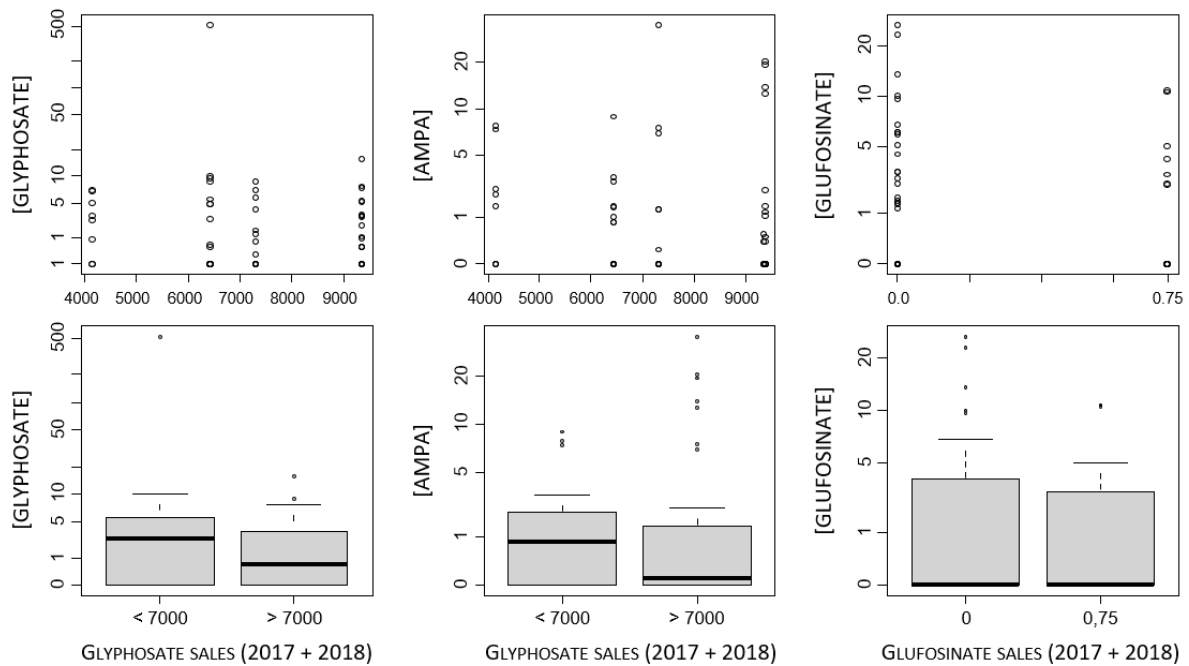 [GLYPHOSATE]
500
50
10
5
1
1
4000 5000 6000 7000 8000 9000
[AMPA]
20
10
5
1
0
4000 5000 6000 7000 8000 9000
[GLUFOSINATE]
20
10
5
1
0
0.0 0.75
[GLYPHOSATE]
500
50
10
5
1
0
< 7000 > 7000
GLYPHOSATE SALES (2017 + 2018)
[AMPA]
20
10
5
1
0
< 7000 > 7000
GLYPHOSATE SALES (2017 + 2018)
[GLUFOSINATE]
20
10
5
1
0
0 0,75
GLUFOSINATE SALES (2017 + 2018)